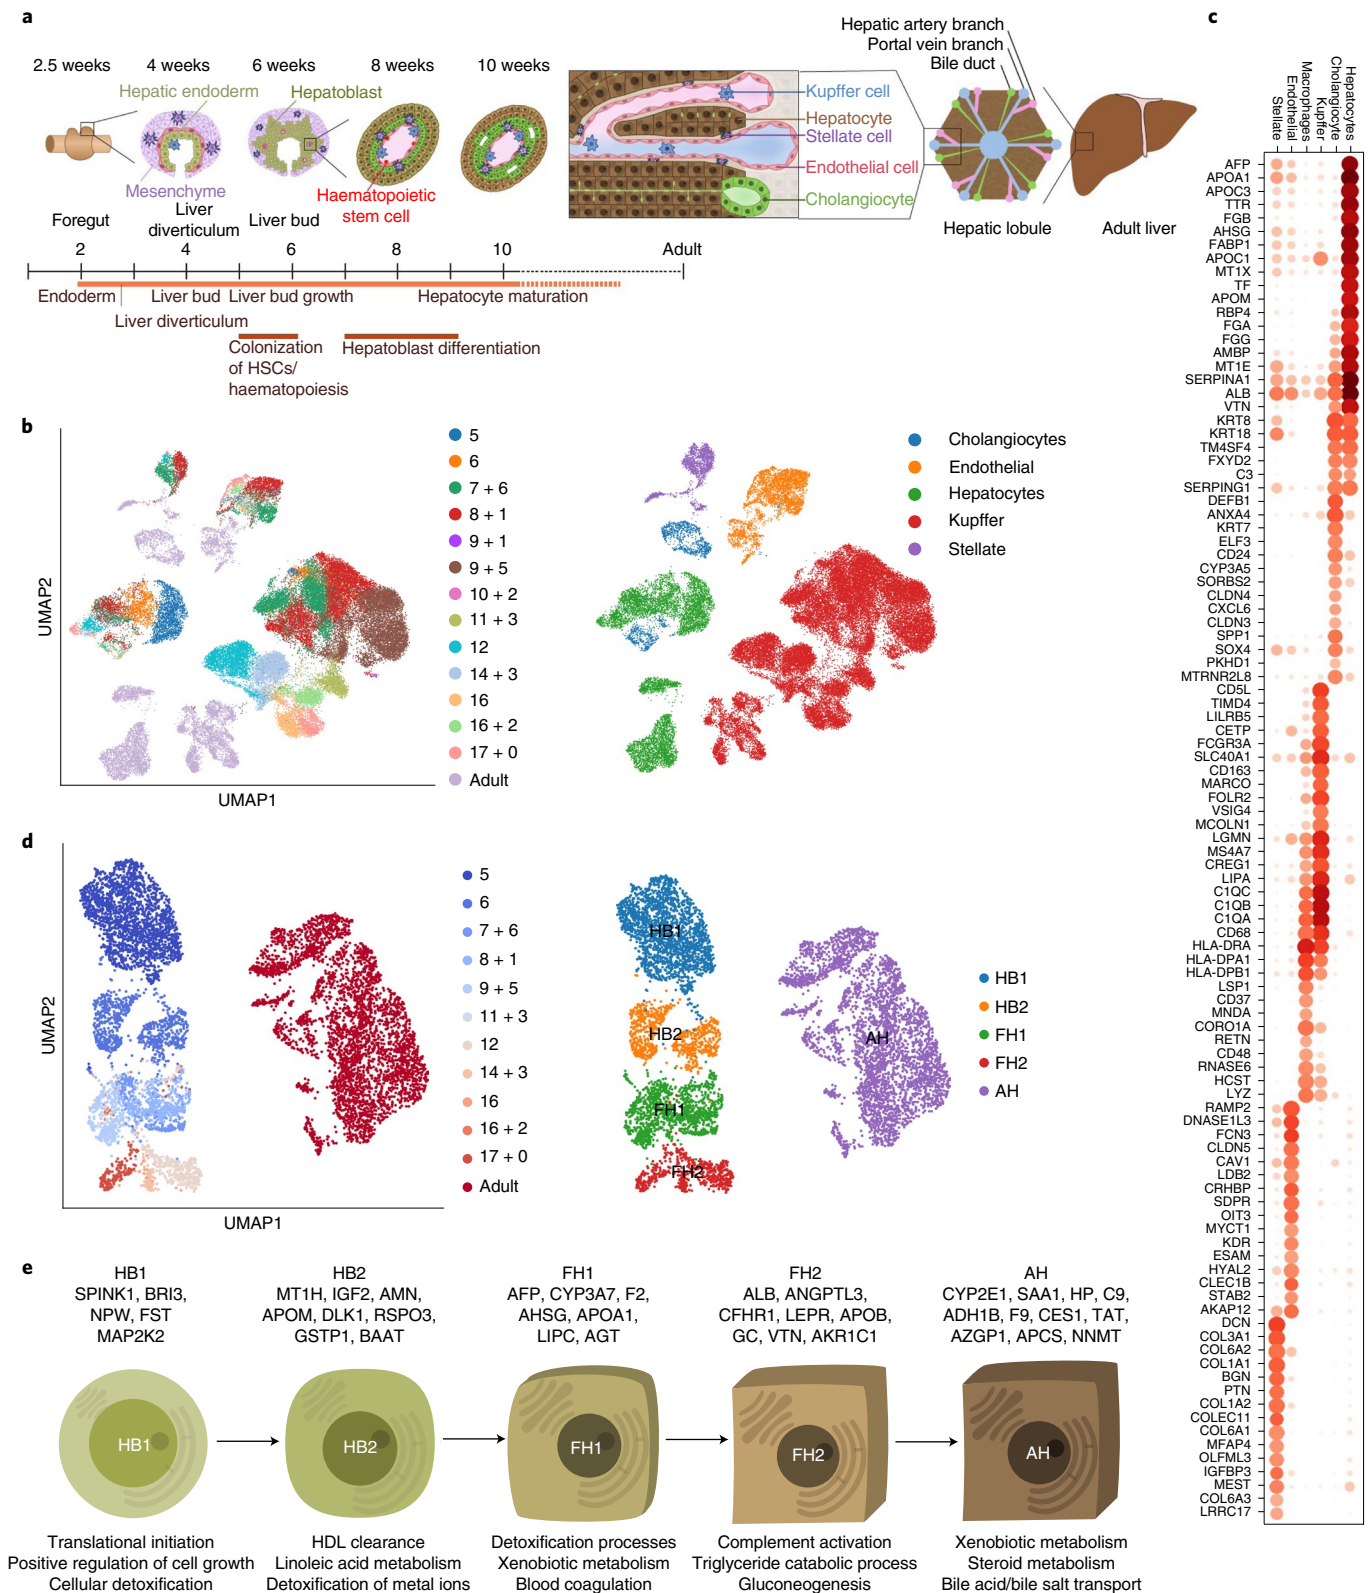 a
2.5 weeks
4 weeks
6 weeks
8 weeks
10 weeks
Hepatic endoderm
Hepatoblast
Mesenchyme
Haematopoietic
stem cell
Foregut
Liver
diverticulum
Liver bud
Kupffer cell
Hepatocyte
Stellate cell
Endothelial cell
Cholangiocyte
Hepatic artery branch
Portal vein branch
Bile duct
Hepatic lobule
Adult liver
2
4
6
8
10
Adult
Endoderm
Liver bud
Liver bud growth
Hepatocyte maturation
Liver diverticulum
Colonization
of HSCs/
haematopoiesis
Hepatoblast differentiation
b
UMAP2
UMAP1
5
6
7 + 6
8 + 1
9 + 1
9 + 5
10 + 2
11 + 3
12
14 + 3
16
16 + 2
17 + 0
Adult
Cholangiocytes
Endothelial
Hepatocytes
Kupffer
Stellate
c
Stellate
Endothelial
Macrophages
Kupffer
Cholangiocyte
Hepatocytes
AFP
APOA1
APOC3
TTR
FGB
AHSG
FABP1
APOC1
MT1X
TF
APOM
RBP4
FGA
FGG
AMBP
MT1E
SERPINA1
ALB
VTN
KRT8
KRT18
TM4SF4
FXYD2
C3
SERPING1
DEFB1
ANXA4
KRT7
ELF3
CD24
CYP3A5
SORBS2
CLDN4
CXCL6
CLDN3
SPP1
SOX4
PKHD1
MTRNR2L8
CD5L
TIMD4
LILRB5
CETP
FCGR3A
SLC40A1
CD163
MARCO
FOLR2
VSIG4
MCOLN1
LGMN
MS4A7
CREG1
LIPA
C1QC
C1QB
C1QA
CD68
HLA-DRA
HLA-DPA1
HLA-DPB1
LSP1
CD37
MNDA
CORO1A
RETN
CD48
RNASE6
HCST
LYZ
RAMP2
DNASE1L3
FCN3
CLDN5
CAV1
LDB2
CRHBP
SDPR
OIT3
MYCT1
KDR
ESAM
HYAL2
CLEC1B
STAB2
AKAP12
DCN
COL3A1
COL6A2
COL1A1
BGN
PTN
COL1A2
COLEC11
COL6A1
MFAP4
OLFML3
IGFBP3
MEST
COL6A3
LRRC17
d
UMAP2
UMAP1
5
6
7 + 6
8 + 1
9 + 5
11 + 3
12
14 + 3
16
16 + 2
17 + 0
Adult
HB1
HB2
FH1
FH2
AH
HB1
HB2
FH1
FH2
AH
e
HB1
SPINK1, BRI3,
NPW, FST
MAP2K2
HB2
MT1H, IGF2, AMN,
APOM, DLK1, RSPO3,
GSTP1, BAAT
FH1
AFP, CYP3A7, F2,
AHSG, APOA1,
LIPC, AGT
FH2
ALB, ANGPTL3,
CFHR1, LEPR, APOB,
GC, VTN, AKR1C1
AH
CYP2E1, SAA1, HP, C9,
ADH1B, F9, CES1, TAT,
AZGP1, APCS, NNMT
HB1
HB2
FH1
FH2
AH
Translational initiation
Positive regulation of cell growth
Cellular detoxification
HDL clearance
Linoleic acid metabolism
Detoxification of metal ions
Detoxification processes
Xenobiotic metabolism
Blood coagulation
Complement activation
Triglyceride catabolic process
Gluconeogenesis
Xenobiotic metabolism
Steroid metabolism
Bile acid/bile salt transport